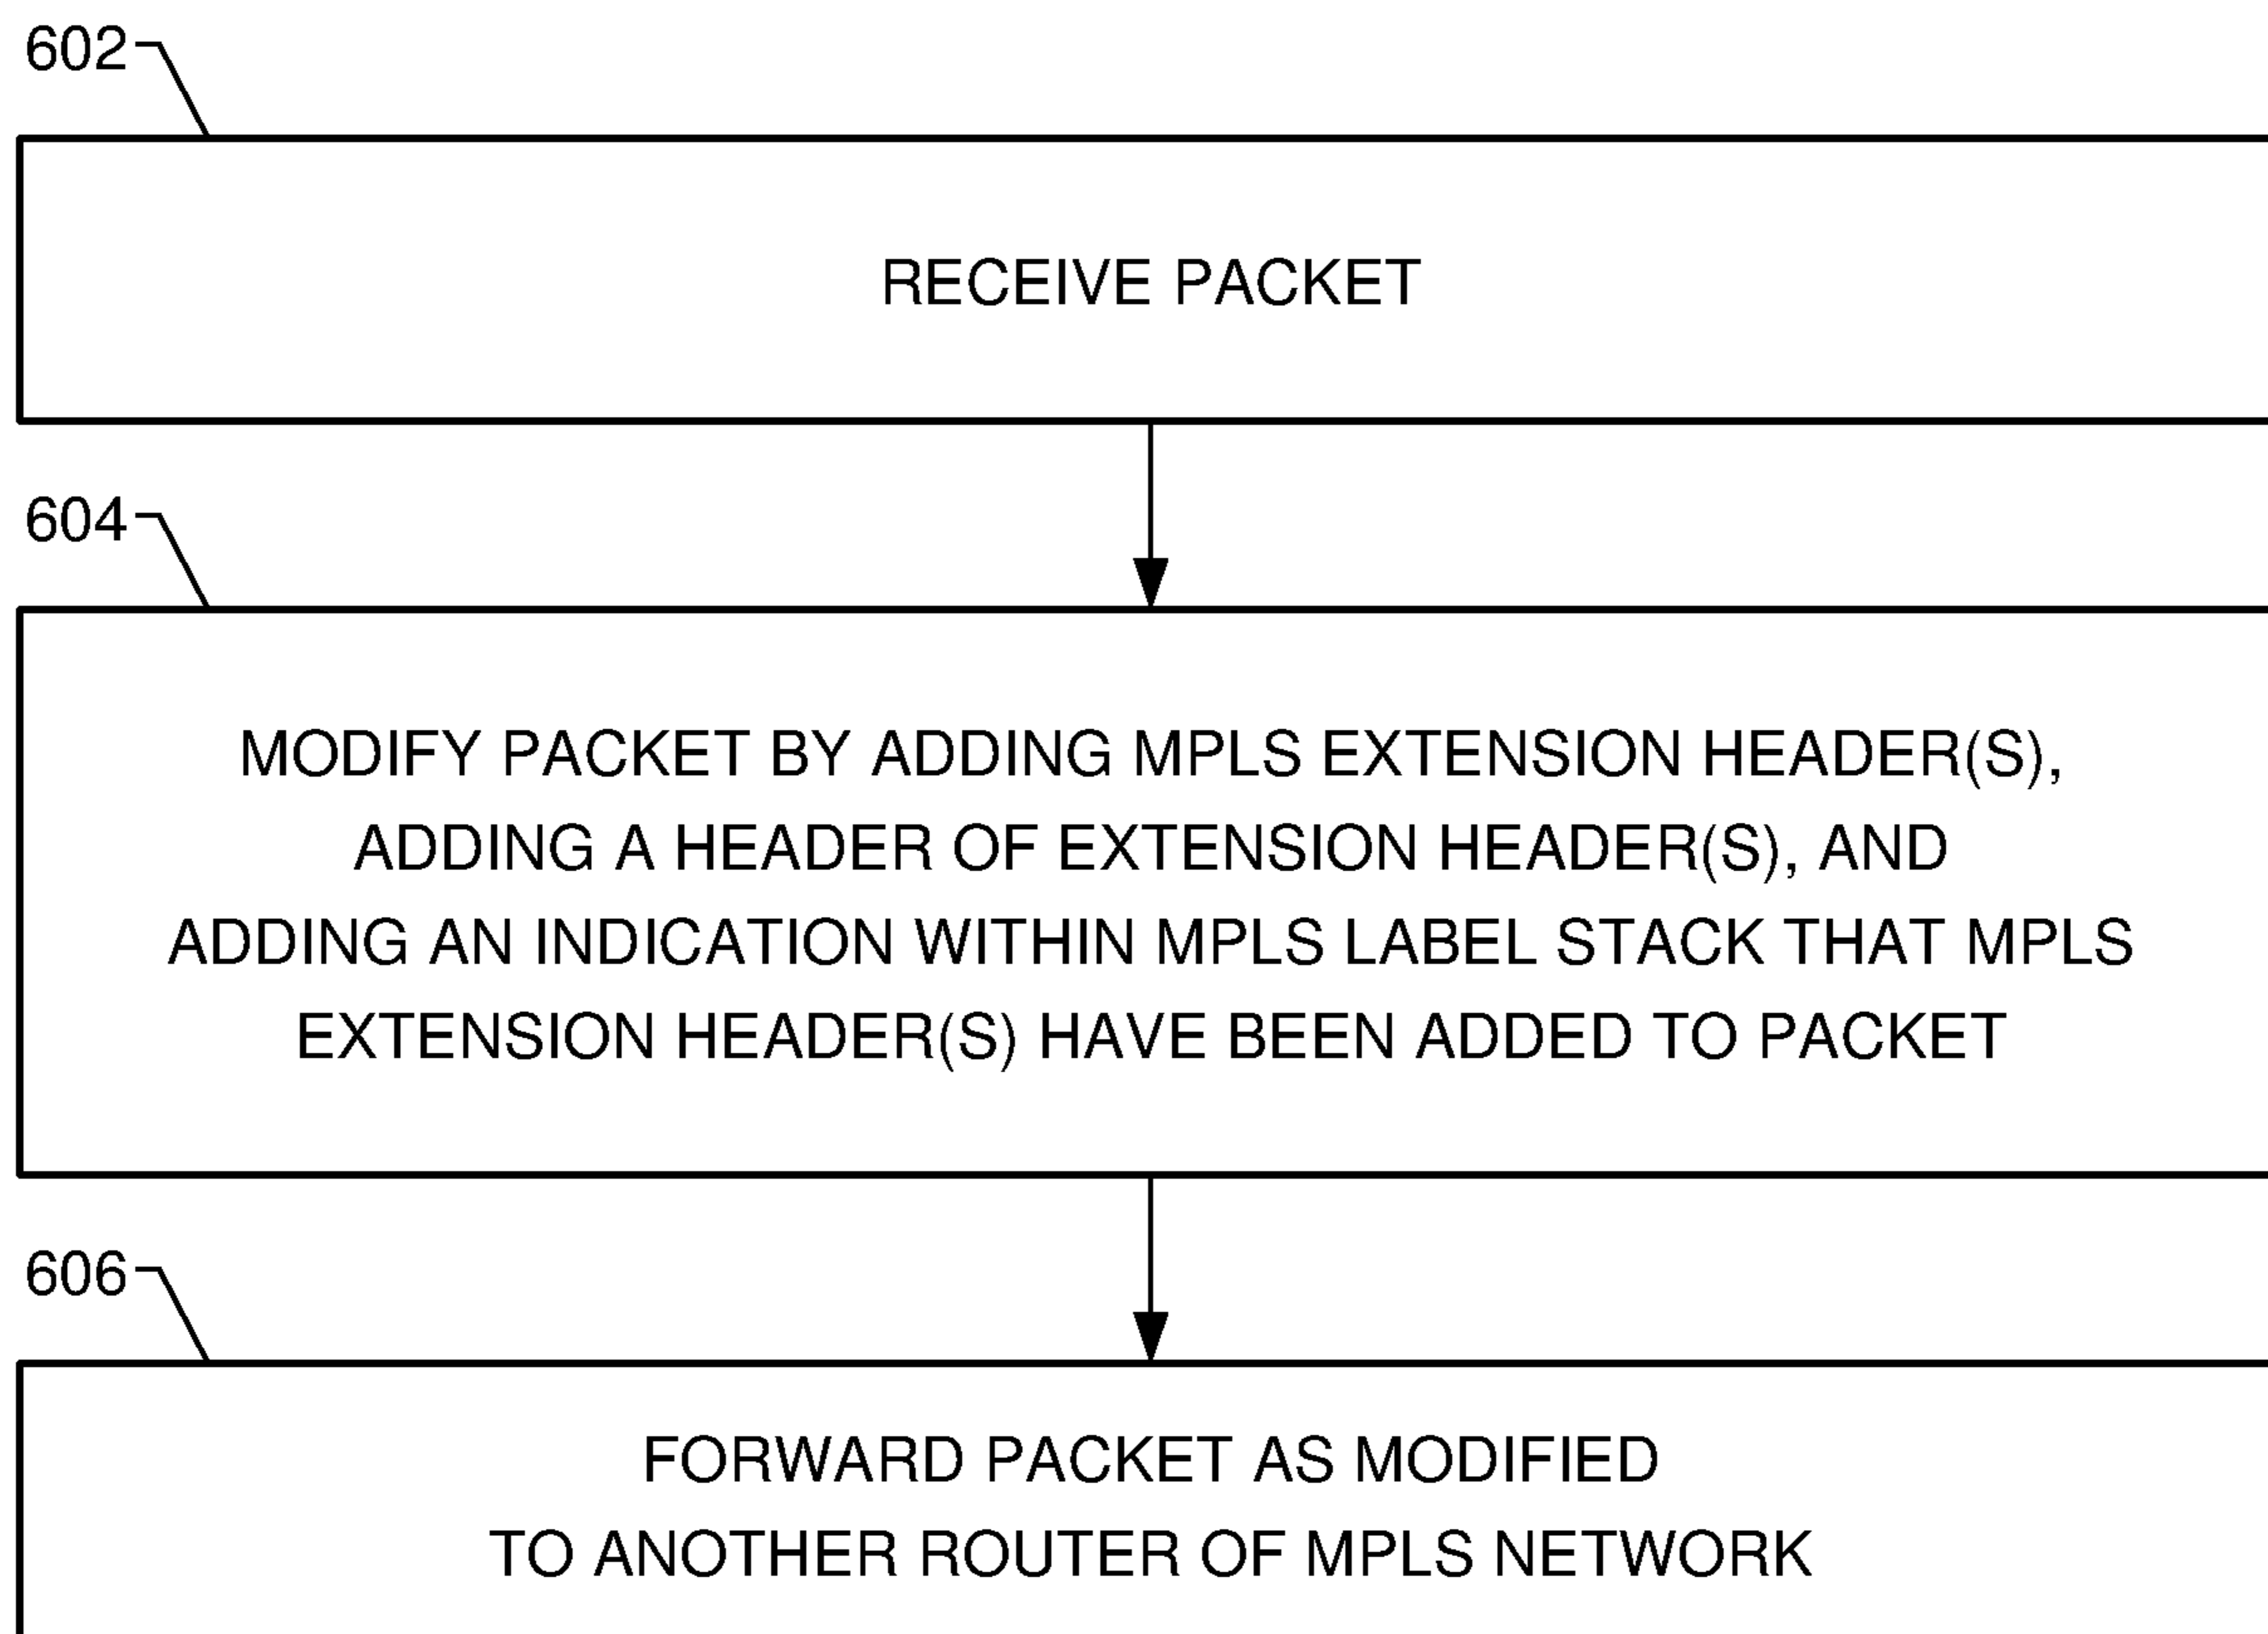 602
RECEIVE PACKET
604
MODIFY PACKET BY ADDING MPLS EXTENSION HEADER(S),
ADDING A HEADER OF EXTENSION HEADER(S), AND
ADDING AN INDICATION WITHIN MPLS LABEL STACK THAT MPLS
EXTENSION HEADER(S) HAVE BEEN ADDED TO PACKET
606
FORWARD PACKET AS MODIFIED
TO ANOTHER ROUTER OF MPLS NETWORK